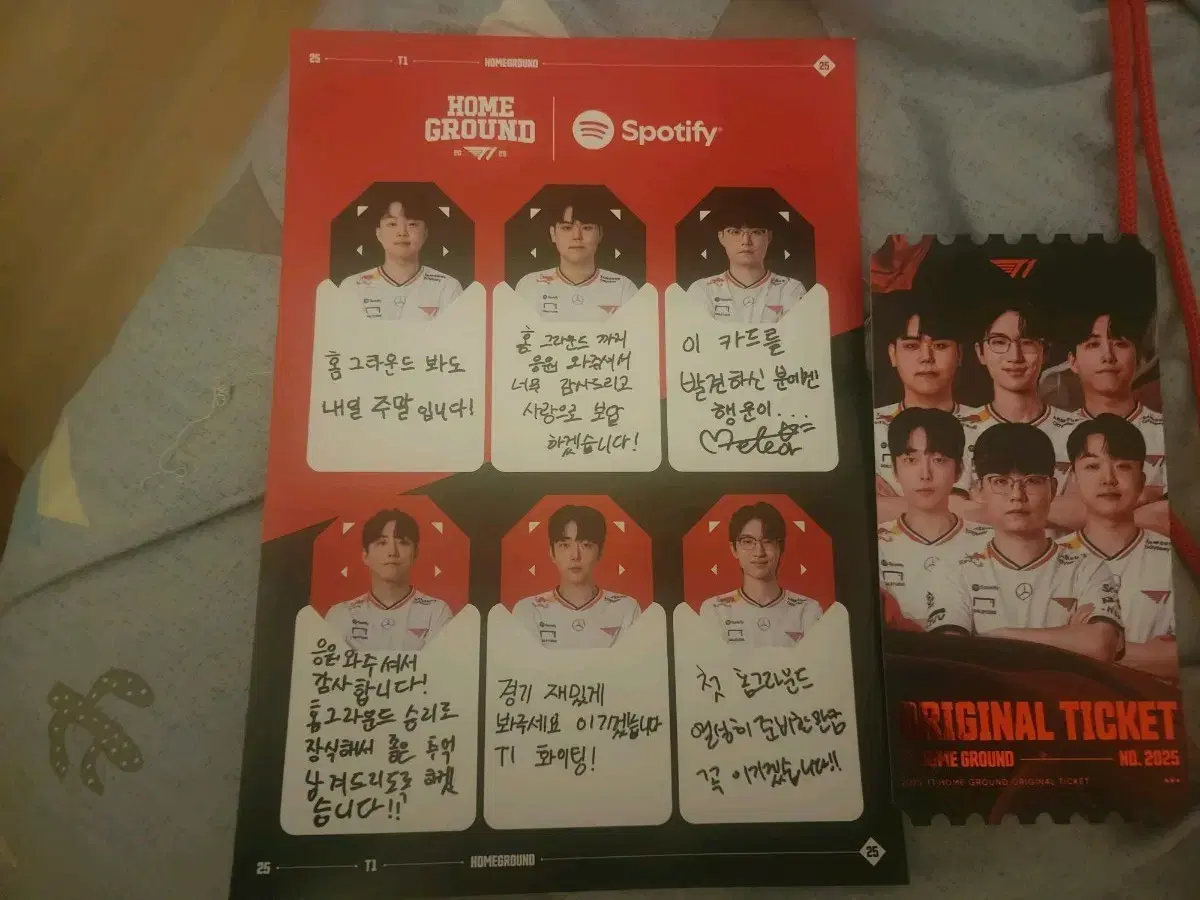 25 T1 HOMEGROUND 25
HOME
GROUND
20 T1 25
Spotify
홈그라운드 봐도
내일 주말입니다!
홈그라운드 까지
응원 와주셔서
너무 감사드리고
사랑으로 보답
하겠습니다!
이 카드를
발견하신 분에겐
행운이...
♡Peter
응원와주셔서
감사합니다!
홈그라운드 승리로
장식해서 좋은 추억
남겨드리도록 하겠
습니다!!
경기 재밌게
봐주세요 이기겠습니다
T1 화이팅!
첫 홈그라운드
열심히 준비한만큼
꼭 이기겠습니다!!
25 T1 HOMEGROUND 25
T1
ORIGINAL TICKET
HOME GROUND NO. 2025
2025 T1 HOME GROUND ORIGINAL TICKET